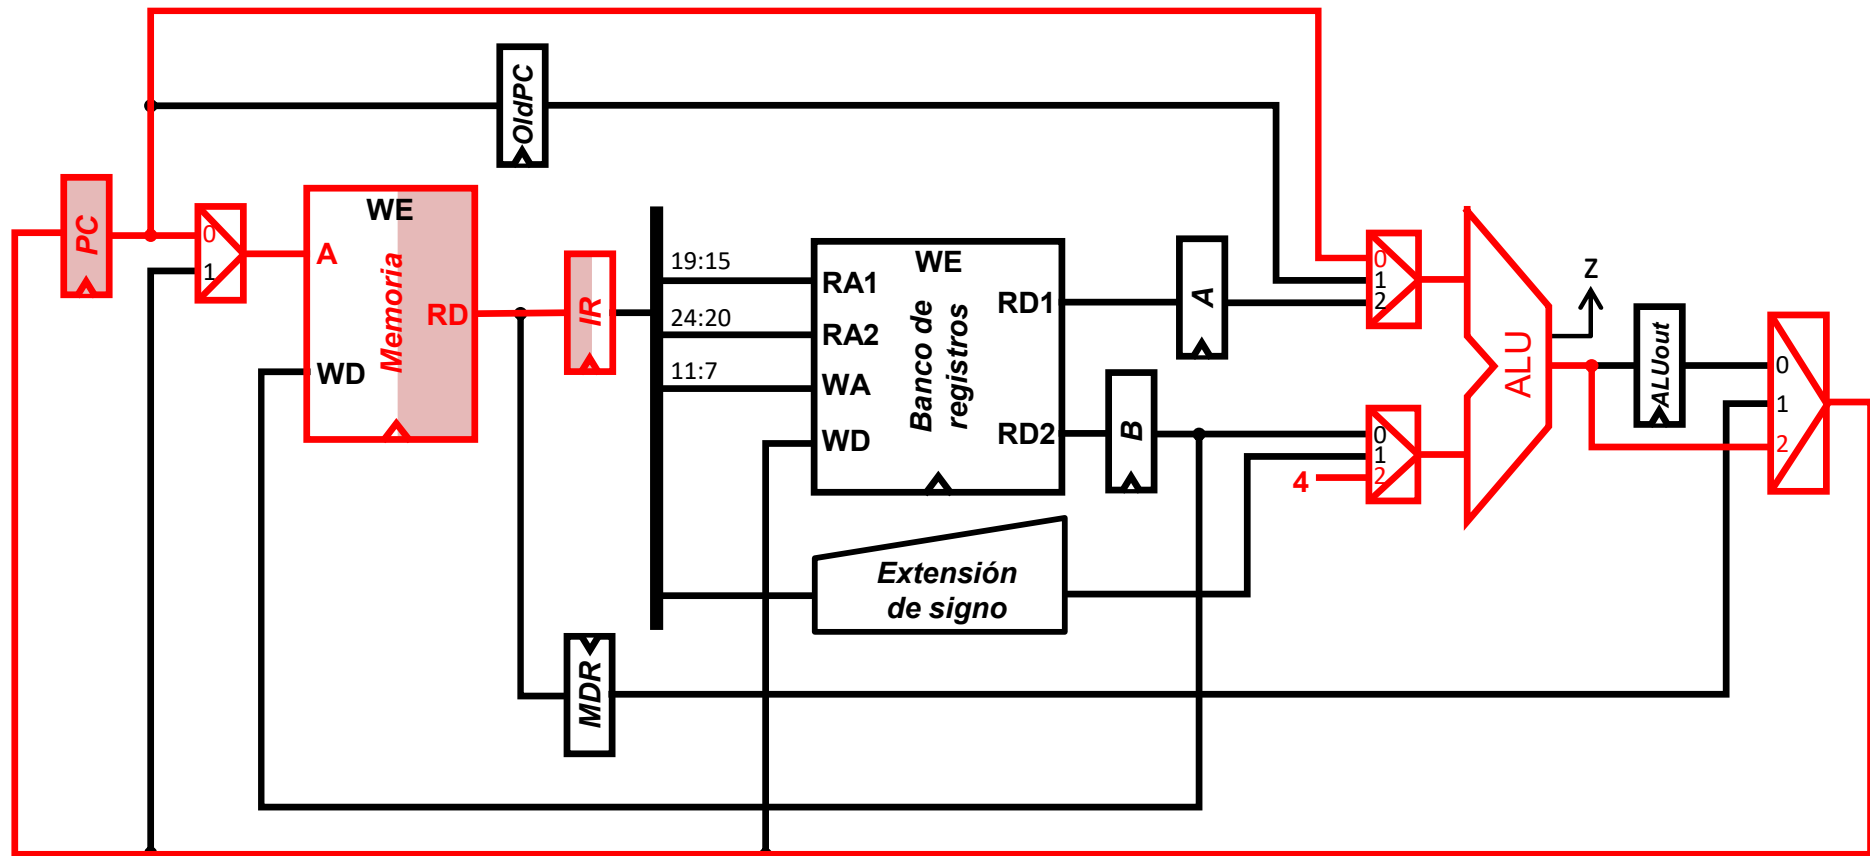 OldPC
PC
0
1
WE
A
Memoria
RD
WD
IR
19:15
24:20
11:7
WE
RA1
RD1
RA2
WA
Banco de
registros
WD
RD2
A
B
Extensión
de signo
MDR
0
1
2
0
1
4
2
ALU
Z
ALUout
0
1
2